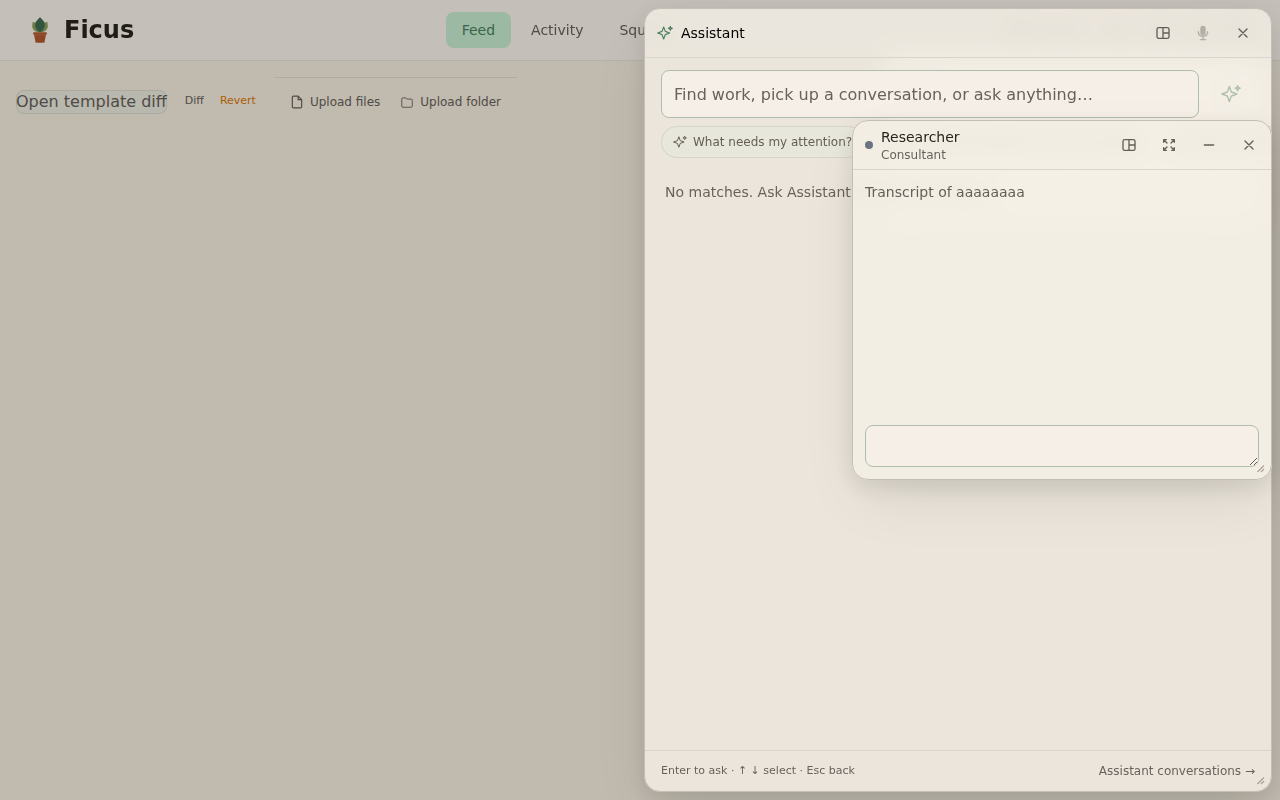 Ficus
Feed
Activity
Squ
Open template diff
Diff
Revert
Upload files
Upload folder
Assistant
Find work, pick up a conversation, or ask anything...
What needs my attention?
No matches. Ask Assistant
Researcher
Consultant
Transcript of aaaaaaaa
Enter to ask · ↑ ↓ select · Esc back
Assistant conversations →